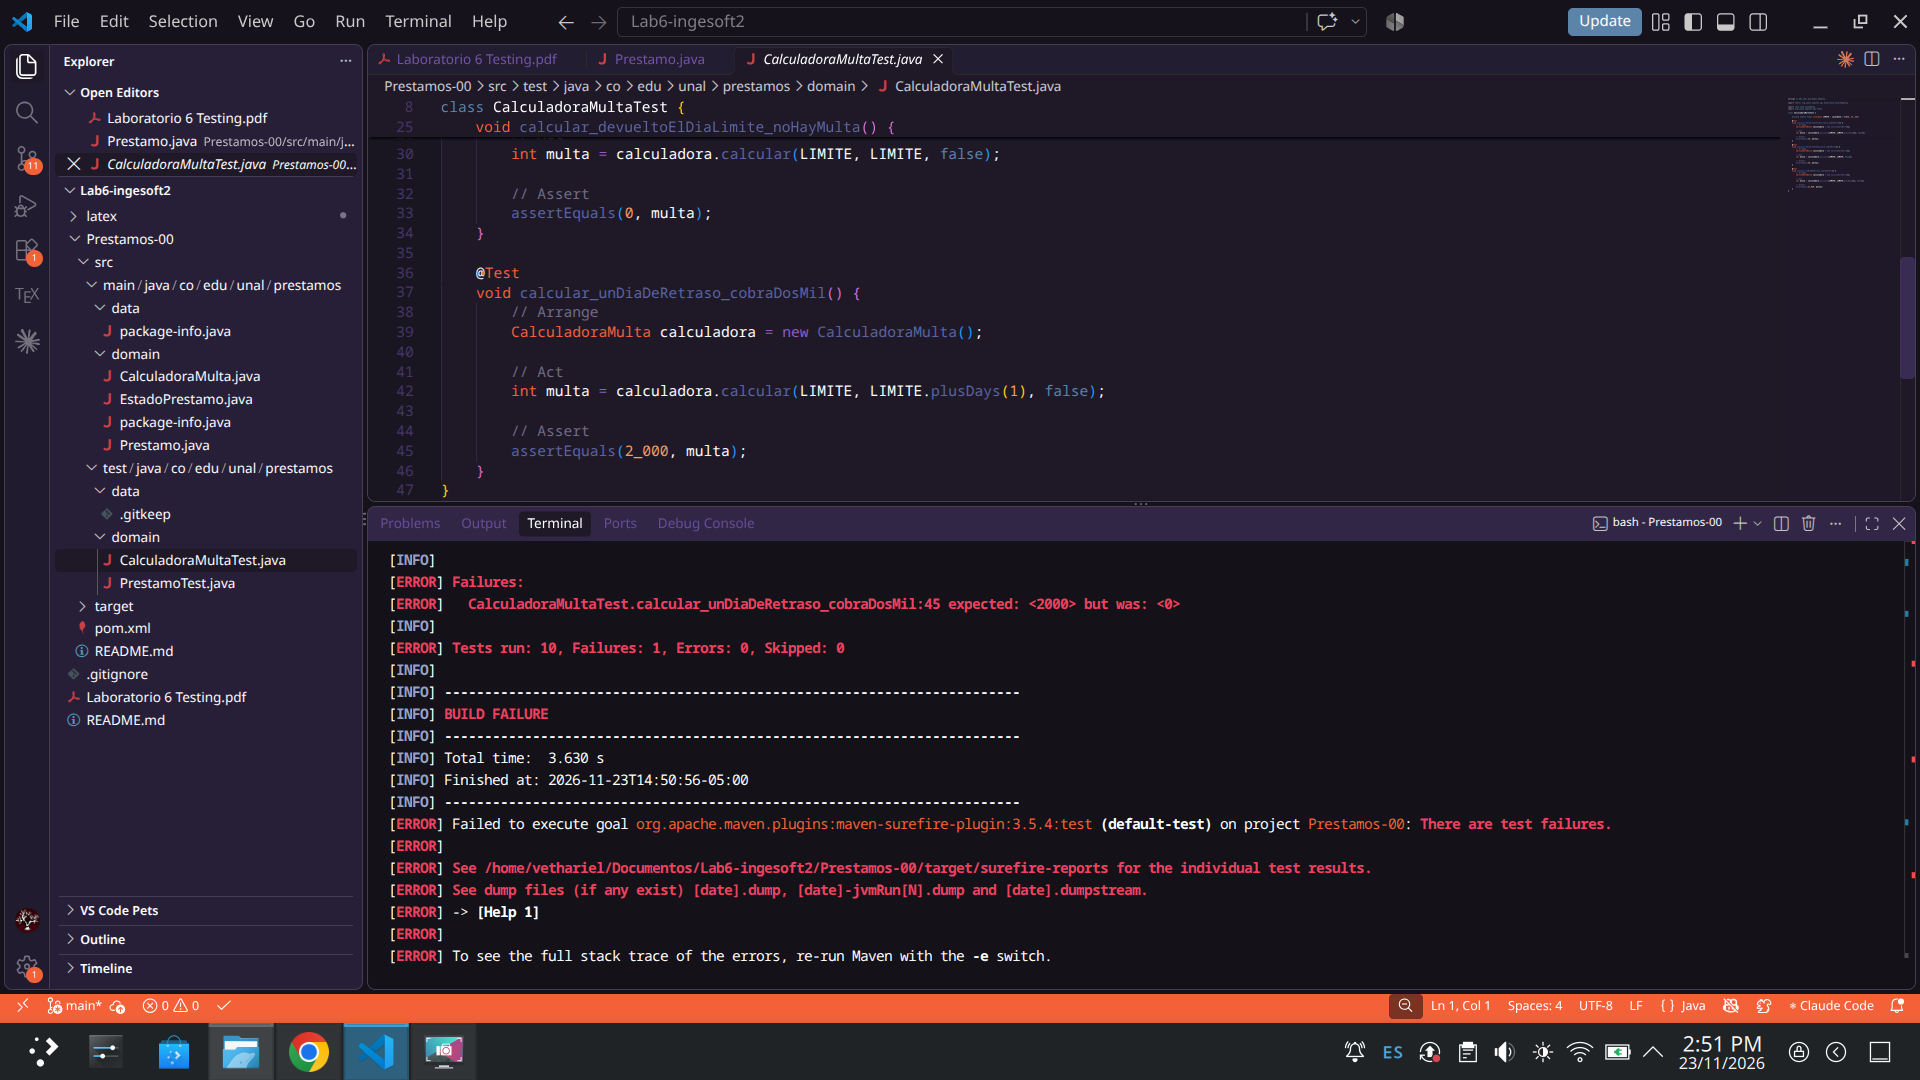 File Edit Selection View Go Run Terminal Help
Lab6-ingesoft2
Update
Explorer
Open Editors
Laboratorio 6 Testing.pdf
Prestamo.java Prestamos-00/src/main/j...
CalculadoraMultaTest.java Prestamos-00...
Lab6-ingesoft2
latex
Prestamos-00
src
main / java / co / edu / unal / prestamos
data
package-info.java
domain
CalculadoraMulta.java
EstadoPrestamo.java
package-info.java
Prestamo.java
test / java / co / edu / unal / prestamos
data
.gitkeep
domain
CalculadoraMultaTest.java
PrestamoTest.java
target
pom.xml
README.md
.gitignore
Laboratorio 6 Testing.pdf
README.md
VS Code Pets
Outline
Timeline
11
1
TEX
1
Laboratorio 6 Testing.pdf
Prestamo.java
CalculadoraMultaTest.java
Prestamos-00 > src > test > java > co > edu > unal > prestamos > domain > CalculadoraMultaTest.java
8 class CalculadoraMultaTest {
25 void calcular_devueltoElDiaLimite_noHayMulta() {
30 int multa = calculadora.calcular(LIMITE, LIMITE, false);
31
32 // Assert
33 assertEquals(0, multa);
34 }
35
36 @Test
37 void calcular_unDiaDeRetraso_cobraDosMil() {
38 // Arrange
39 CalculadoraMulta calculadora = new CalculadoraMulta();
40
41 // Act
42 int multa = calculadora.calcular(LIMITE, LIMITE.plusDays(1), false);
43
44 // Assert
45 assertEquals(2_000, multa);
46 }
47 }
Problems Output Terminal Ports Debug Console
bash - Prestamos-00
[INFO]
[ERROR] Failures:
[ERROR] CalculadoraMultaTest.calcular_unDiaDeRetraso_cobraDosMil:45 expected: <2000> but was: <0>
[INFO]
[ERROR] Tests run: 10, Failures: 1, Errors: 0, Skipped: 0
[INFO]
[INFO] ------------------------------------------------------------------------
[INFO] BUILD FAILURE
[INFO] ------------------------------------------------------------------------
[INFO] Total time: 3.630 s
[INFO] Finished at: 2026-11-23T14:50:56-05:00
[INFO] ------------------------------------------------------------------------
[ERROR] Failed to execute goal org.apache.maven.plugins:maven-surefire-plugin:3.5.4:test (default-test) on project Prestamos-00: There are test failures.
[ERROR]
[ERROR] See /home/vethariel/Documentos/Lab6-ingesoft2/Prestamos-00/target/surefire-reports for the individual test results.
[ERROR] See dump files (if any exist) [date].dump, [date]-jvmRun[N].dump and [date].dumpstream.
[ERROR] -> [Help 1]
[ERROR]
[ERROR] To see the full stack trace of the errors, re-run Maven with the -e switch.
main* 0 0
Ln 1, Col 1 Spaces: 4 UTF-8 LF { } Java Claude Code
ES
2:51 PM
23/11/2026